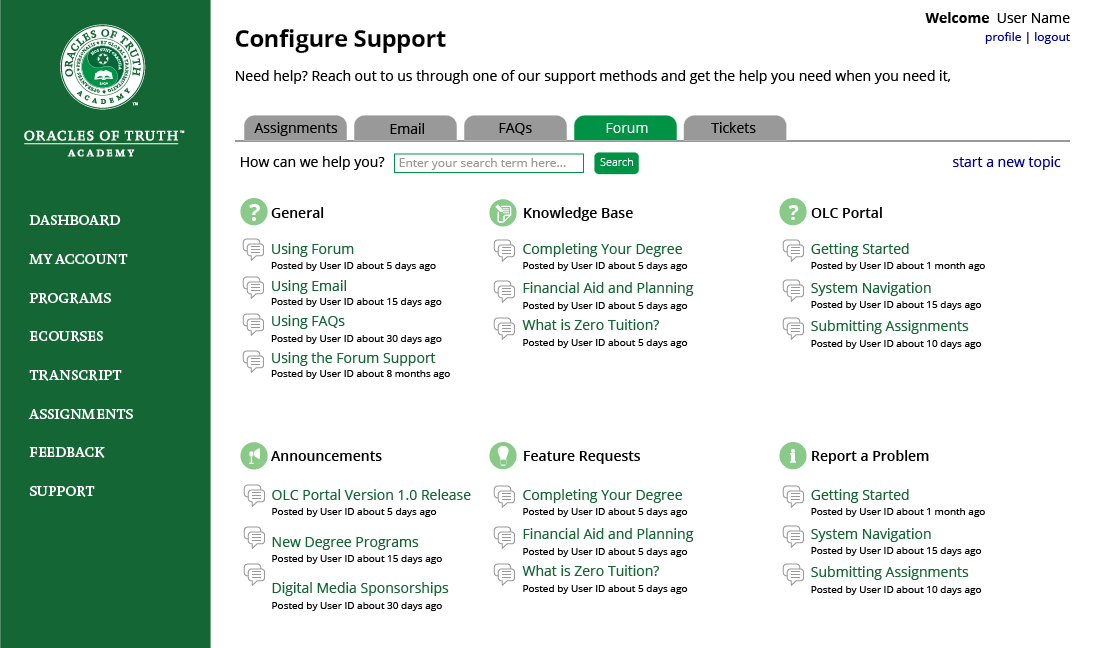 ORACLES OF TRUTH
ACADEMY
ORACLES OF TRUTH™
ACADEMY
DASHBOARD
MY ACCOUNT
PROGRAMS
ECOURSES
TRANSCRIPT
ASSIGNMENTS
FEEDBACK
SUPPORT
Welcome User Name
profile | logout
Configure Support
Need help? Reach out to us through one of our support methods and get the help you need when you need it,
Assignments Email FAQs Forum Tickets
How can we help you? Enter your search term here... Search start a new topic
General
Using Forum
Posted by User ID about 5 days ago
Using Email
Posted by User ID about 15 days ago
Using FAQs
Posted by User ID about 30 days ago
Using the Forum Support
Posted by User ID about 8 months ago
Knowledge Base
Completing Your Degree
Posted by User ID about 5 days ago
Financial Aid and Planning
Posted by User ID about 5 days ago
What is Zero Tuition?
Posted by User ID about 5 days ago
OLC Portal
Getting Started
Posted by User ID about 1 month ago
System Navigation
Posted by User ID about 15 days ago
Submitting Assignments
Posted by User ID about 10 days ago
Announcements
OLC Portal Version 1.0 Release
Posted by User ID about 5 days ago
New Degree Programs
Posted by User ID about 15 days ago
Digital Media Sponsorships
Posted by User ID about 30 days ago
Feature Requests
Completing Your Degree
Posted by User ID about 5 days ago
Financial Aid and Planning
Posted by User ID about 5 days ago
What is Zero Tuition?
Posted by User ID about 5 days ago
Report a Problem
Getting Started
Posted by User ID about 1 month ago
System Navigation
Posted by User ID about 15 days ago
Submitting Assignments
Posted by User ID about 10 days ago